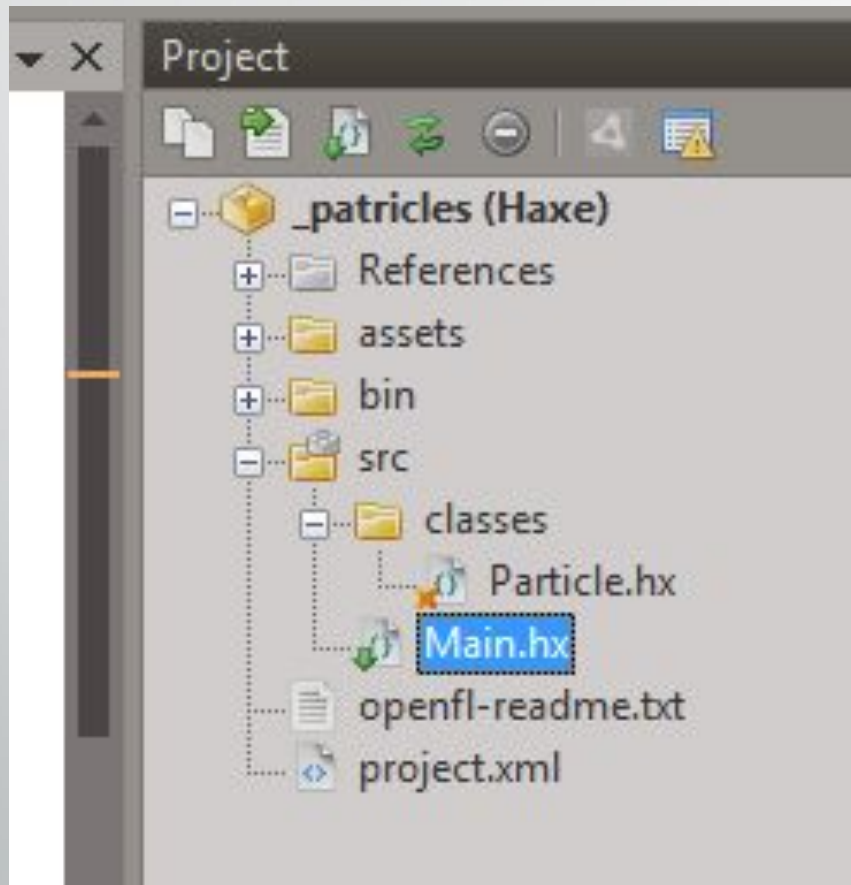 Project
_patricles (Haxe)
References
assets
bin
src
classes
Particle.hx
Main.hx
openfl-readme.txt
project.xml